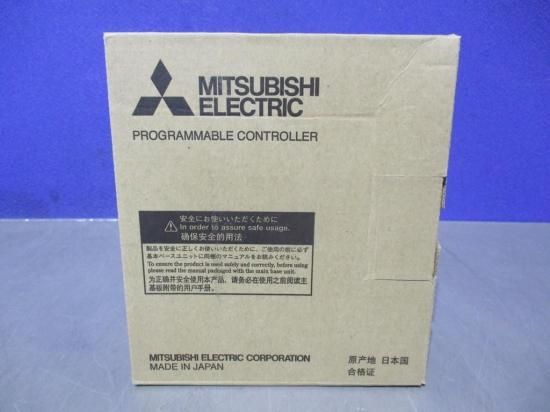 MITSUBISHI
ELECTRIC
PROGRAMMABLE CONTROLLER
安全にお使いいただくために
In order to assure safe usage.
确保安全的用法
製品を安全に正しくお使いいただくために、ご使用の前に必ず
基本ベースユニットに同梱のマニュアルをお読みください。
To ensure the product is used safely and correctly, before using
please read the manual packaged with the main base unit.
为正确并安全使用本产品，请务必在使用之前阅读主
基板附带的用户手册.
MITSUBISHI ELECTRIC CORPORATION
MADE IN JAPAN
原产地 日本国
合格证